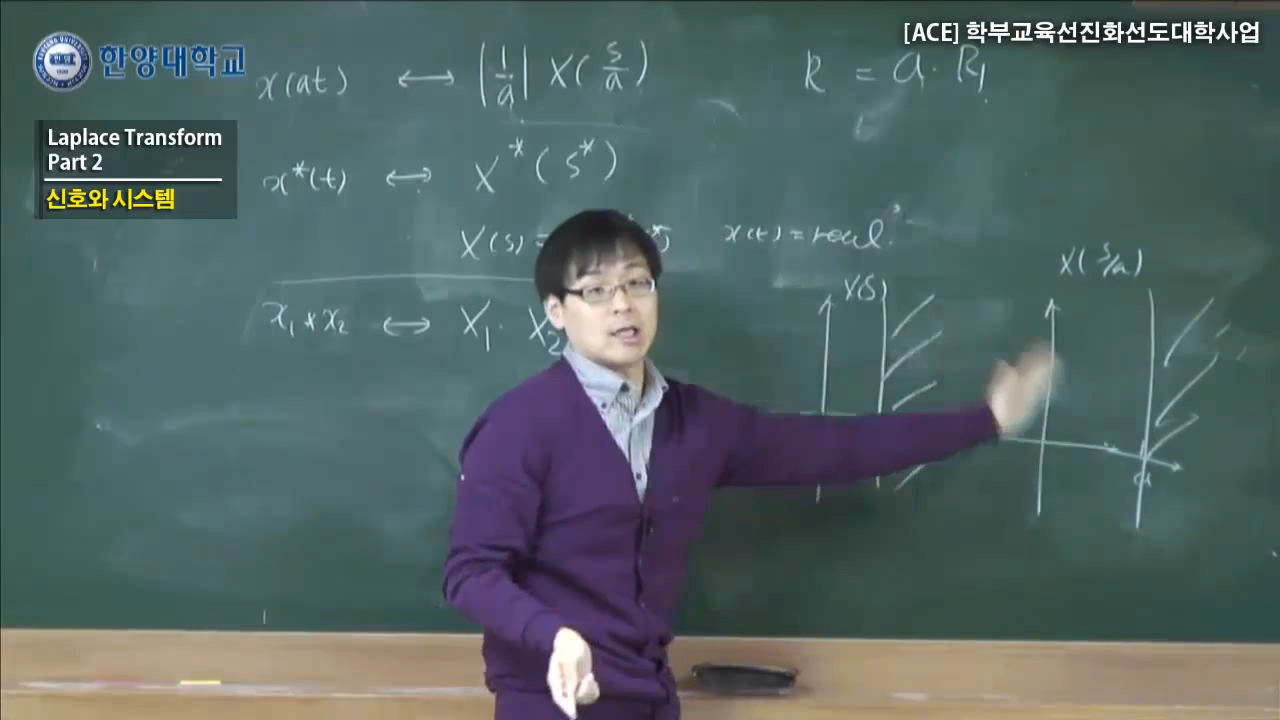 [ACE] 학부교육선진화선도대학사업
한양대학교
Laplace Transform
Part 2
신호와 시스템
x(at) ↔ |1/a| X(s/a)
R = a · R₁
x*(t) ↔ X*(s*)
X(s) =
x(t) = real
x₁ * x₂ ↔ X₁ · X₂
X(s)
X(s/a)
a